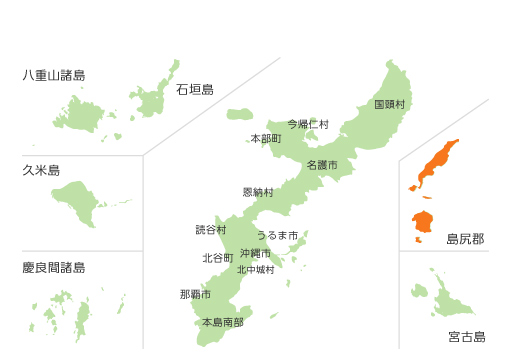 八重山諸島
石垣島
国頭村
今帰仁村
本部町
名護市
久米島
恩納村
読谷村
うるま市
島尻郡
沖縄市
北谷町
慶良間諸島
北中城村
那覇市
本島南部
宮古島